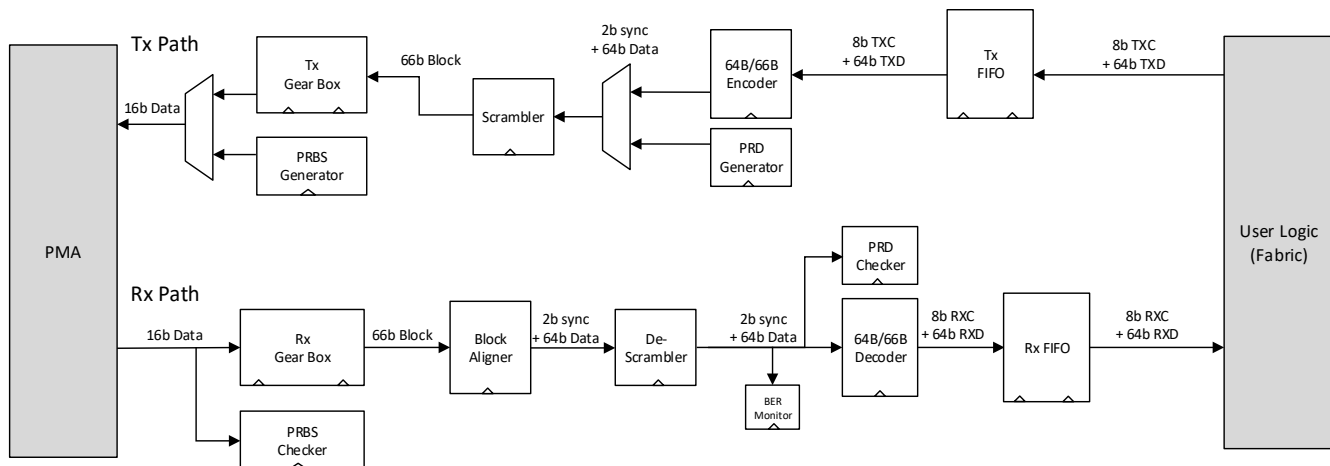 Tx Path
PMA
16b Data
Tx
Gear Box
PRBS
Generator
66b Block
Scrambler
2b sync
+ 64b Data
64B/66B
Encoder
PRD
Generator
8b TXC
+ 64b TXD
Tx
FIFO
8b TXC
+ 64b TXD
User Logic
(Fabric)
Rx Path
16b Data
Rx
Gear Box
PRBS
Checker
66b Block
Block
Aligner
2b sync
+ 64b Data
De-
Scrambler
2b sync
+ 64b Data
BER
Monitor
PRD
Checker
64B/66B
Decoder
8b RXC
+ 64b RXD
Rx FIFO
8b RXC
+ 64b RXD